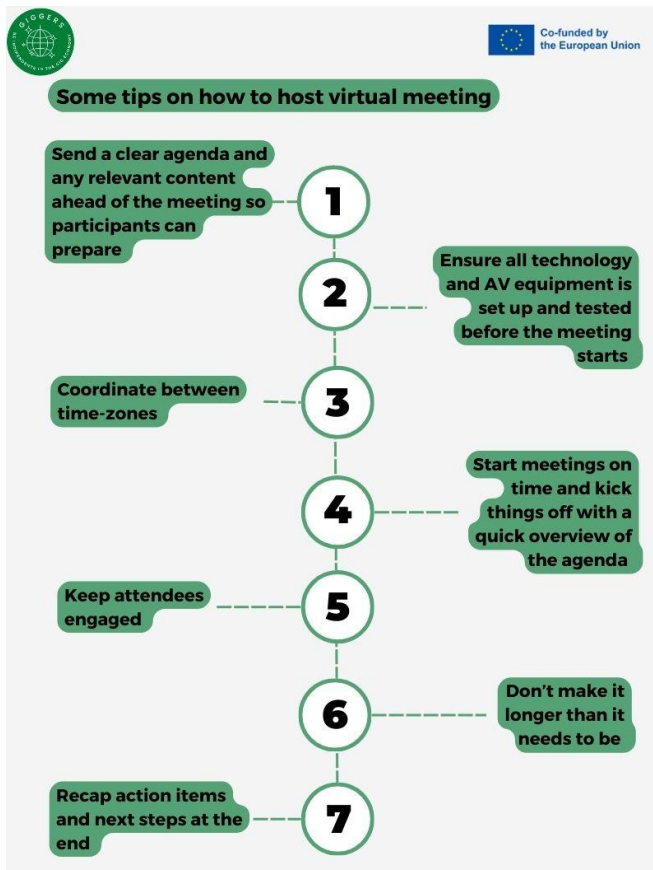 GIGGERS
Co-funded by
the European Union
Some tips on how to host virtual meeting
Send a clear agenda and
any relevant content
ahead of the meeting so
participants can
prepare
1
2
Ensure all technology
and AV equipment is
set up and tested
before the meeting
starts
Coordinate between
time-zones
3
4
Start meetings on
time and kick
things off with a
quick overview of
the agenda
Keep attendees
engaged
5
6
Don't make it
longer than it
needs to be
Recap action items
and next steps at the
end
7